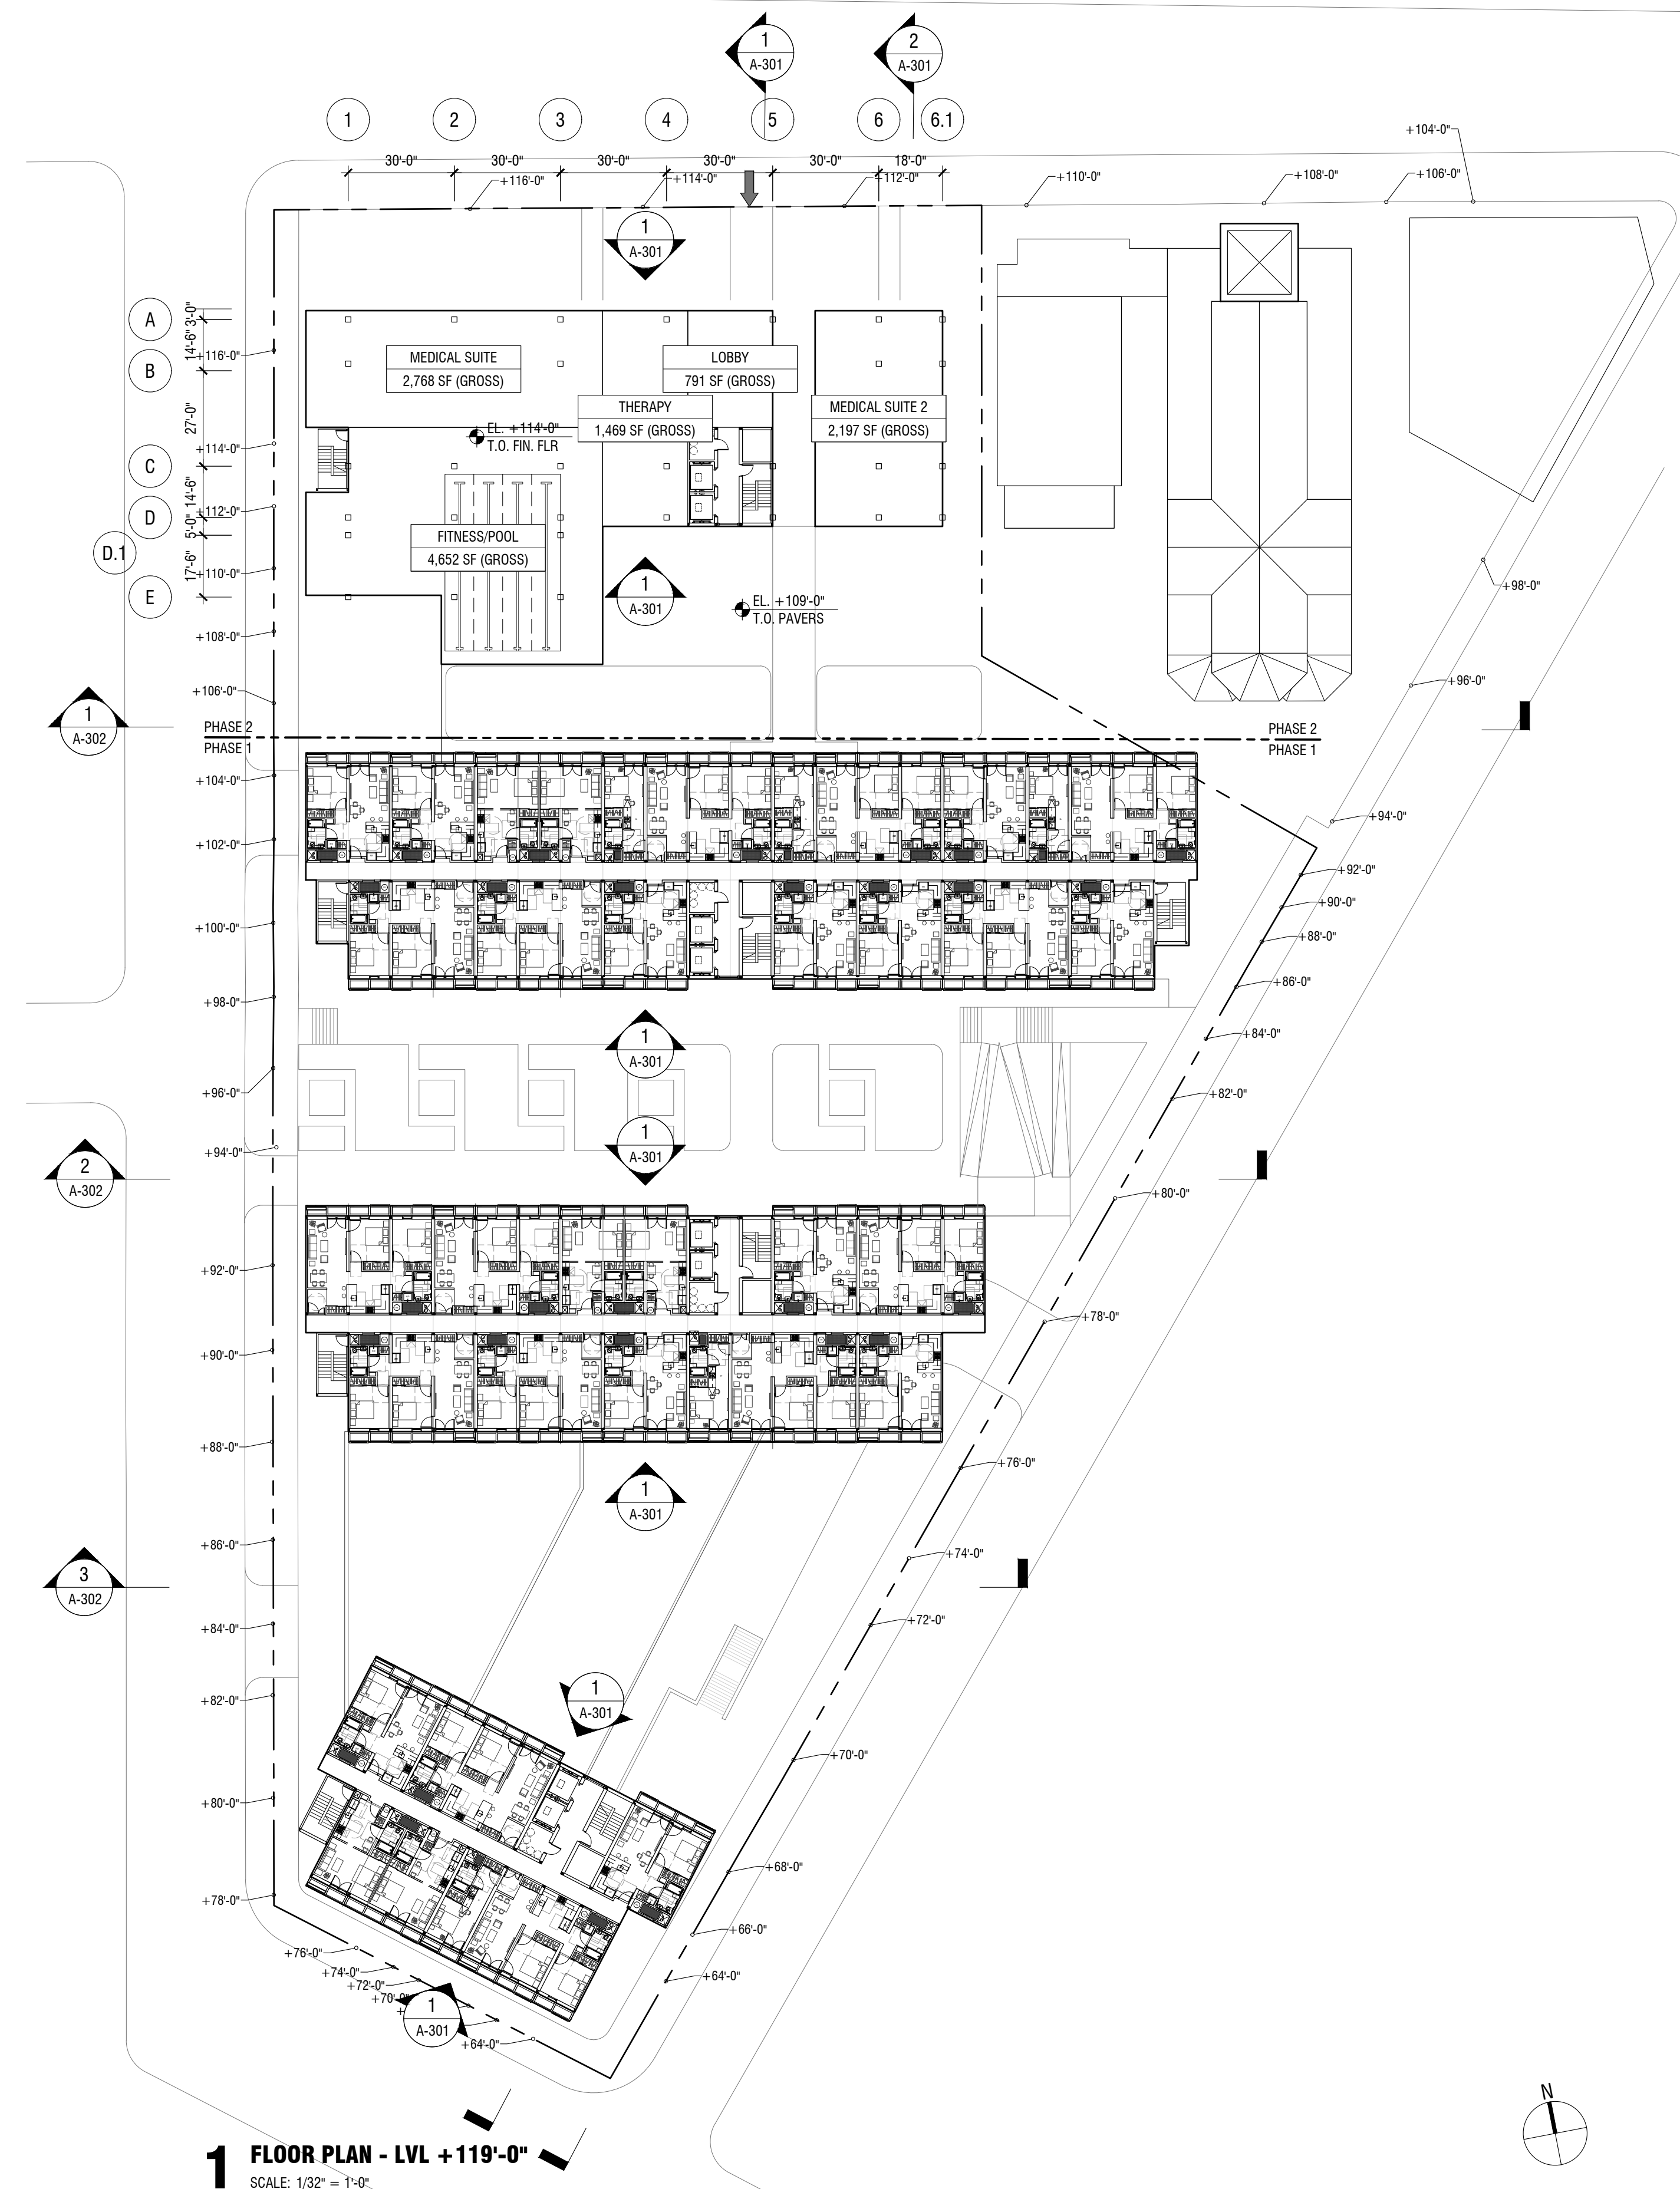 1
A-301
2
A-301
1
2
3
4
5
6
6.1
+104'-0"
30'-0"
30'-0"
30'-0"
30'-0"
30'-0"
18'-0"
+116'-0"
+114'-0"
+112'-0"
+110'-0"
+108'-0"
+106'-0"
1
A-301
A
3'-0"
14'-6"
+116'-0"
B
27'-0"
+114'-0"
C
14'-6"
+112'-0"
D
5'-0"
D.1
17'-6"
+110'-0"
E
MEDICAL SUITE
2,768 SF (GROSS)
LOBBY
791 SF (GROSS)
THERAPY
1,469 SF (GROSS)
MEDICAL SUITE 2
2,197 SF (GROSS)
EL. +114'-0"
T.O. FIN. FLR
FITNESS/POOL
4,652 SF (GROSS)
1
A-301
EL. +109'-0"
T.O. PAVERS
+98'-0"
+108'-0"
+96'-0"
+106'-0"
1
A-302
PHASE 2
PHASE 1
PHASE 2
PHASE 1
+104'-0"
+94'-0"
+102'-0"
+92'-0"
+90'-0"
+100'-0"
+88'-0"
+86'-0"
+98'-0"
+84'-0"
1
A-301
+96'-0"
+82'-0"
1
A-301
+94'-0"
2
A-302
+80'-0"
+92'-0"
+78'-0"
+90'-0"
+88'-0"
+76'-0"
1
A-301
+86'-0"
+74'-0"
3
A-302
+84'-0"
+72'-0"
+82'-0"
1
A-301
+70'-0"
+80'-0"
+68'-0"
+78'-0"
+66'-0"
+76'-0"
+74'-0"
+64'-0"
+72'-0"
+70'-0"
1
A-301
+64'-0"
N
1
FLOOR PLAN - LVL +119'-0"
SCALE: 1/32" = 1'-0"